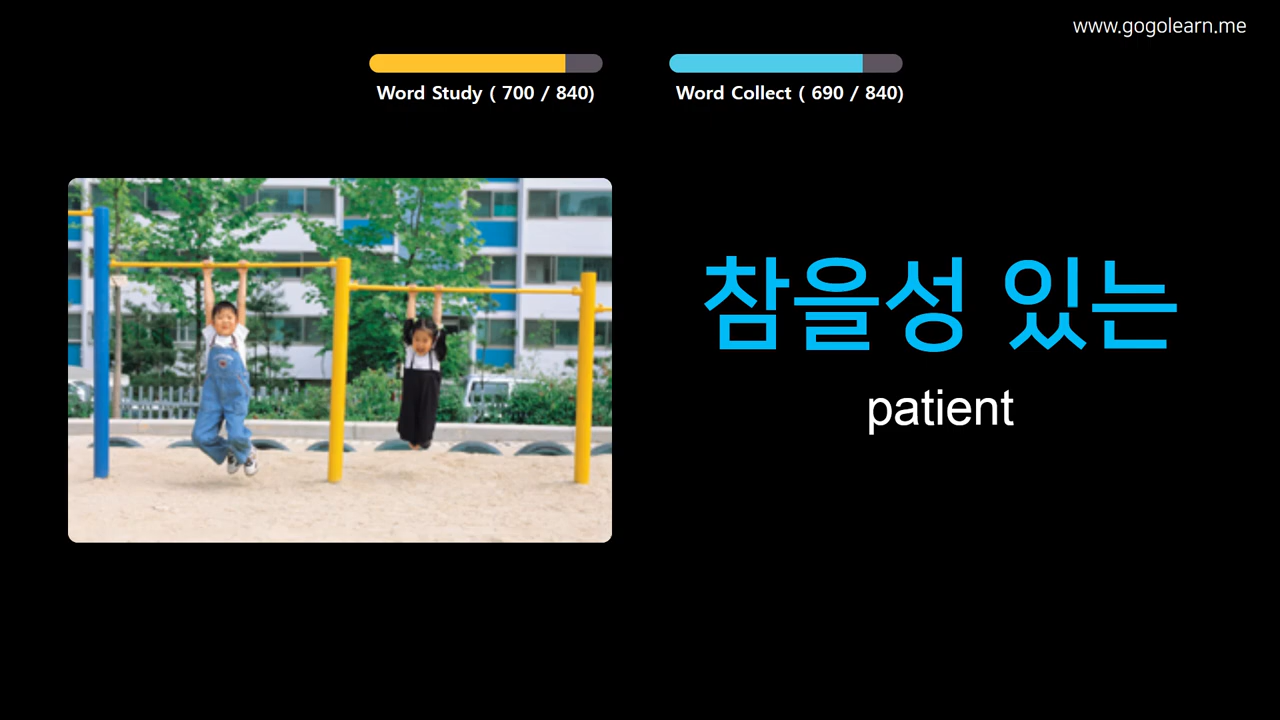 www.gogolearn.me
Word Study ( 700 / 840)
Word Collect ( 690 / 840)
참을성 있는
patient